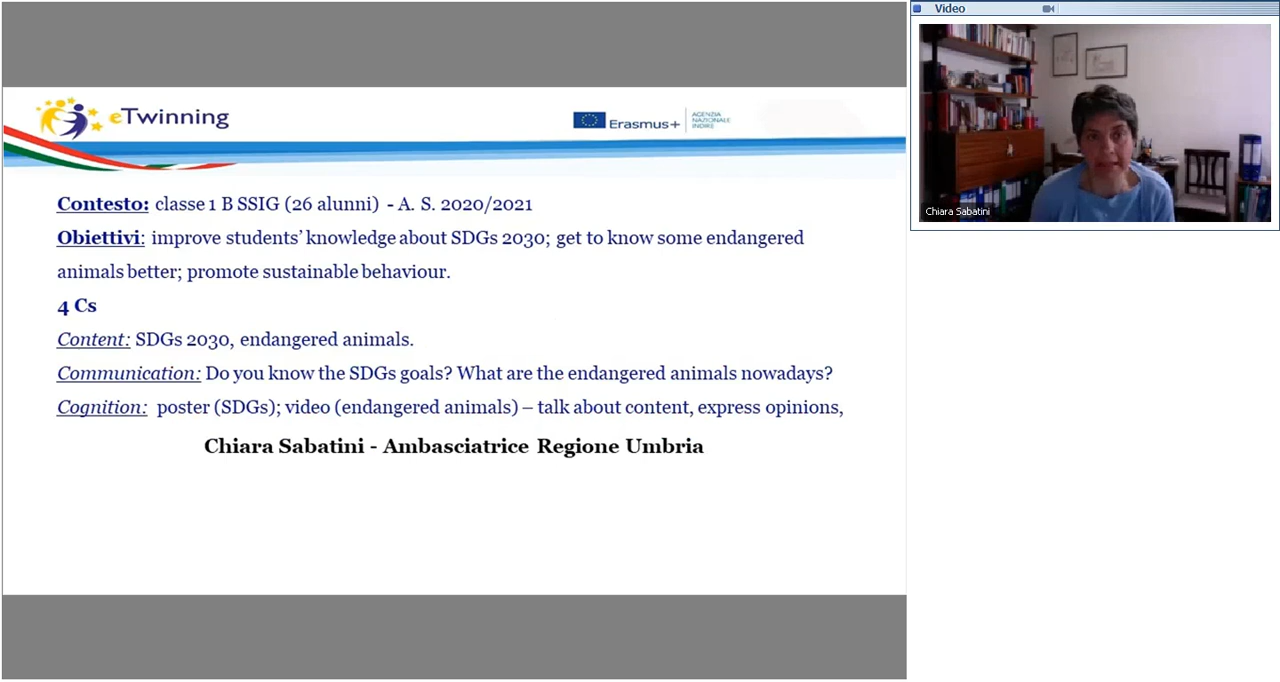 eTwinning
Erasmus+
AGENZIA
NAZIONALE
INDIRE
Contesto: classe 1 B SSIG (26 alunni) - A. S. 2020/2021
Obiettivi: improve students' knowledge about SDGs 2030; get to know some endangered
animals better; promote sustainable behaviour.
4 Cs
Content: SDGs 2030, endangered animals.
Communication: Do you know the SDGs goals? What are the endangered animals nowadays?
Cognition: poster (SDGs); video (endangered animals) – talk about content, express opinions,
Chiara Sabatini - Ambasciatrice Regione Umbria
Video
Chiara Sabatini